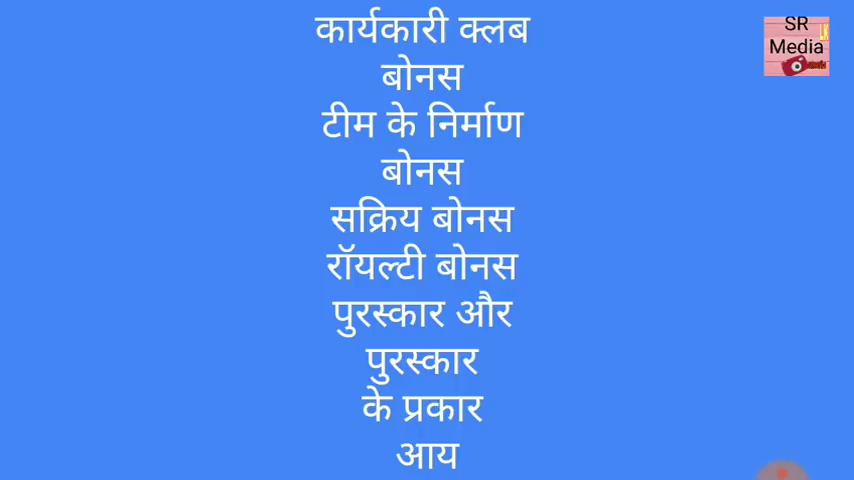 कार्यकारी क्लब
बोनस
टीम के निर्माण
बोनस
सक्रिय बोनस
रॉयल्टी बोनस
पुरस्कार और
पुरस्कार
के प्रकार
आय
SR
Media